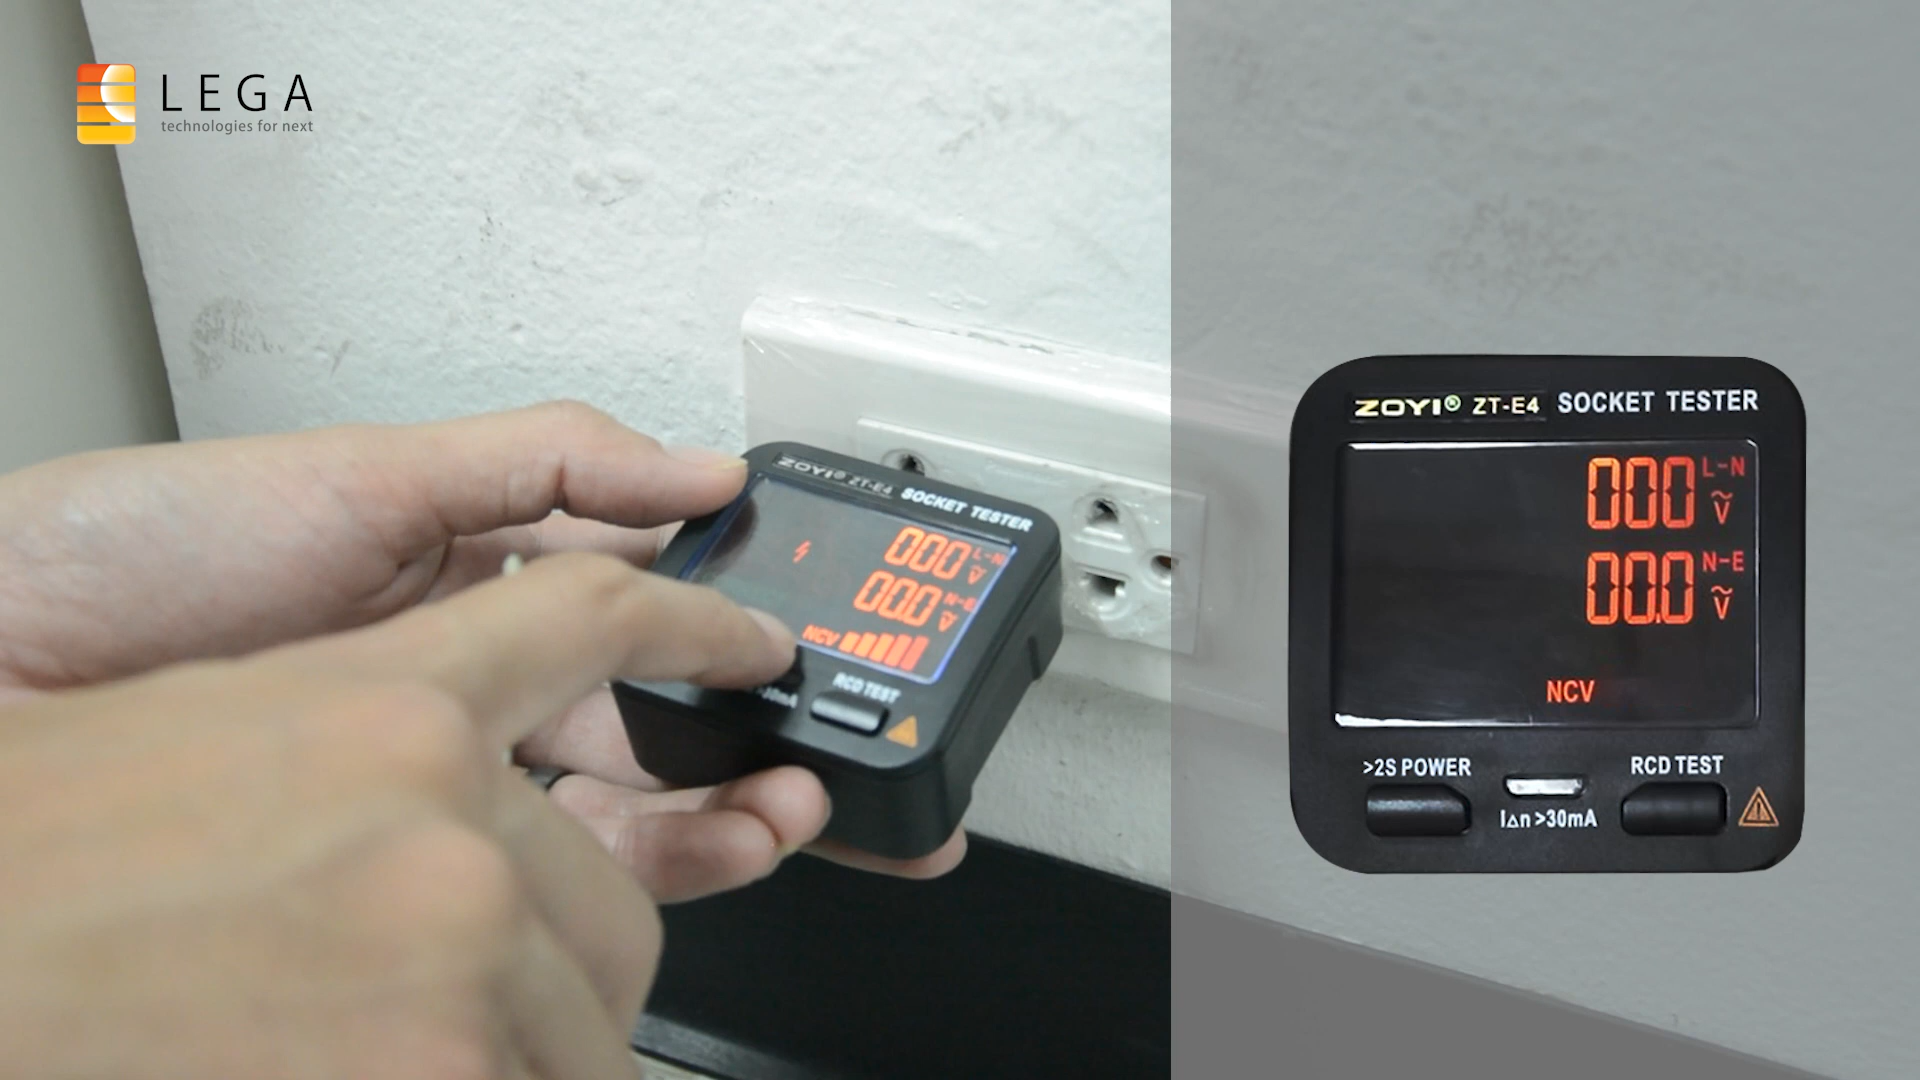 LEGA
technologies for next
ZOYI® ZT-E4 SOCKET TESTER
000 L-N
V
00.0 N-E
V
NCV
RCD TEST
ZOYI® ZT-E4 SOCKET TESTER
000 L-N
V
00.0 N-E
V
NCV
>2S POWER
RCD TEST
I△n >30mA